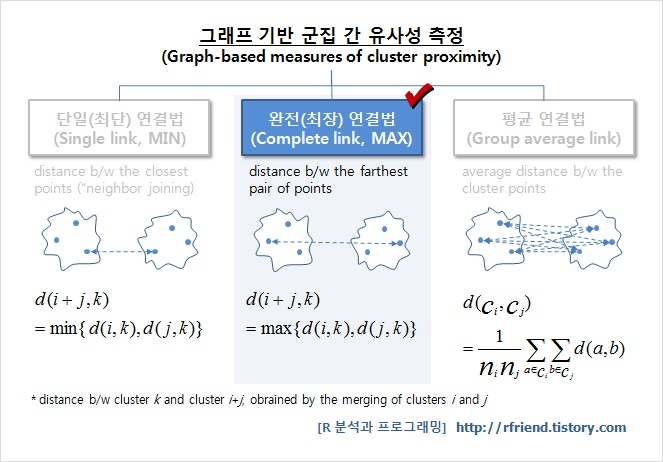 그래프 기반 군집 간 유사성 측정
(Graph-based measures of cluster proximity)
단일(최단) 연결법
(Single link, MIN)
distance b/w the closest
points ("neighbor joining)
d(i + j, k)
= min{ d(i, k), d( j, k)}
완전(최장) 연결법
(Complete link, MAX)
distance b/w the farthest
pair of points
d(i + j, k)
= max{ d(i, k), d( j, k)}
평균 연결법
(Group average link)
average distance b/w the
cluster points
d(c_i, c_j)
= 1/(n_i n_j) ∑_{a∈c_i} ∑_{b∈c_j} d(a,b)
* distance b/w cluster k and cluster i+j, obrained by the merging of clusters i and j
[R 분석과 프로그래밍] http://rfriend.tistory.com